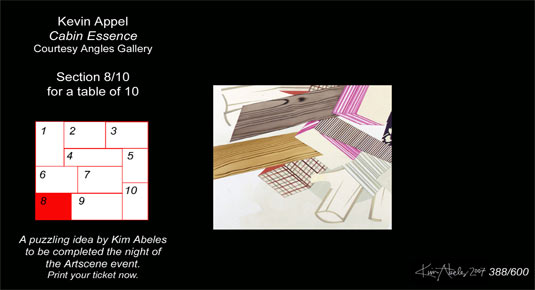 Kevin Appel
Cabin Essence
Courtesy Angles Gallery
Section 8/10
for a table of 10
1 2 3
4 5
6 7
10
8 9
A puzzling idea by Kim Abeles
to be completed the night of
the Artscene event.
Print your ticket now.
Kim Abeles 2007 388/600